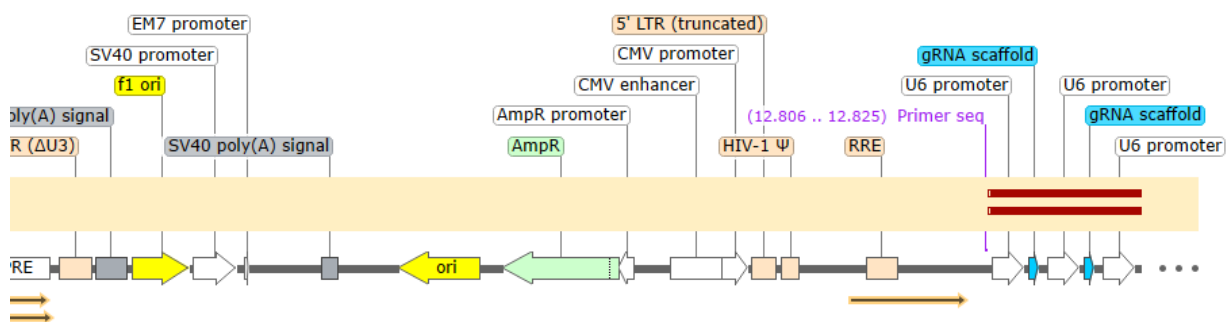 EM7 promoter
5' LTR (truncated)
SV40 promoter
CMV promoter
gRNA scaffold
f1 ori
CMV enhancer
U6 promoter
U6 promoter
oly(A) signal
AmpR promoter
(12.806 .. 12.825) Primer seq
gRNA scaffold
R (ΔU3)
SV40 poly(A) signal
AmpR
HIV-1 Ψ
RRE
U6 promoter
PRE
ori